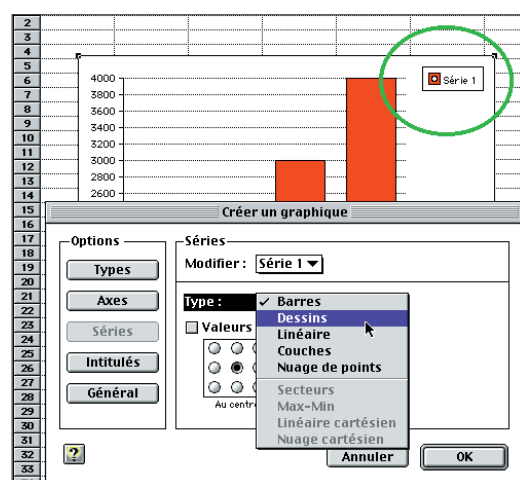 2
3
4
5
6
7
8
9
10
11
12
13
14
15
16
17
18
19
20
21
22
23
24
25
26
27
28
29
30
31
32
33
4000
3800
3600
3400
3200
3000
2800
2600
Série 1
Créer un graphique
Options
Types
Axes
Séries
Intitulés
Général
Séries
Modifier : Série 1
Type :
✓ Barres
Dessins
Linéaire
Couches
Nuage de points
Secteurs
Max-Min
Linéaire cartésien
Nuage cartésien
Valeurs
Au centr
?
Annuler
OK